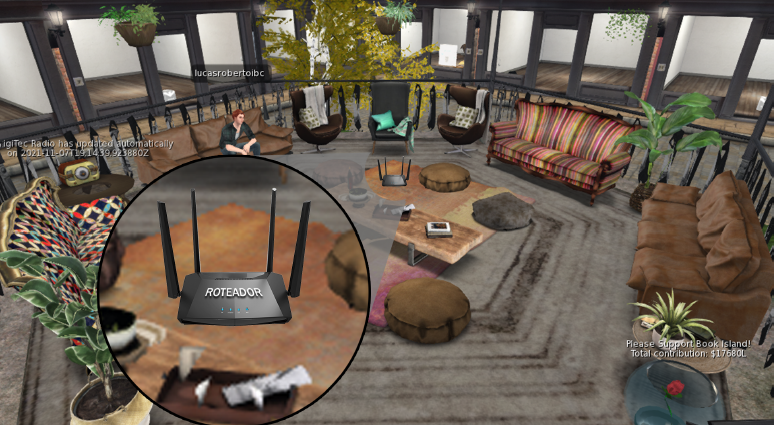 lucasrobertoibc
igiTec Radio has updated automatically
on 2021-11-07T19:14:39.923880Z
ROTEADOR
Please Support Book Island!
Total contribution: $17680L